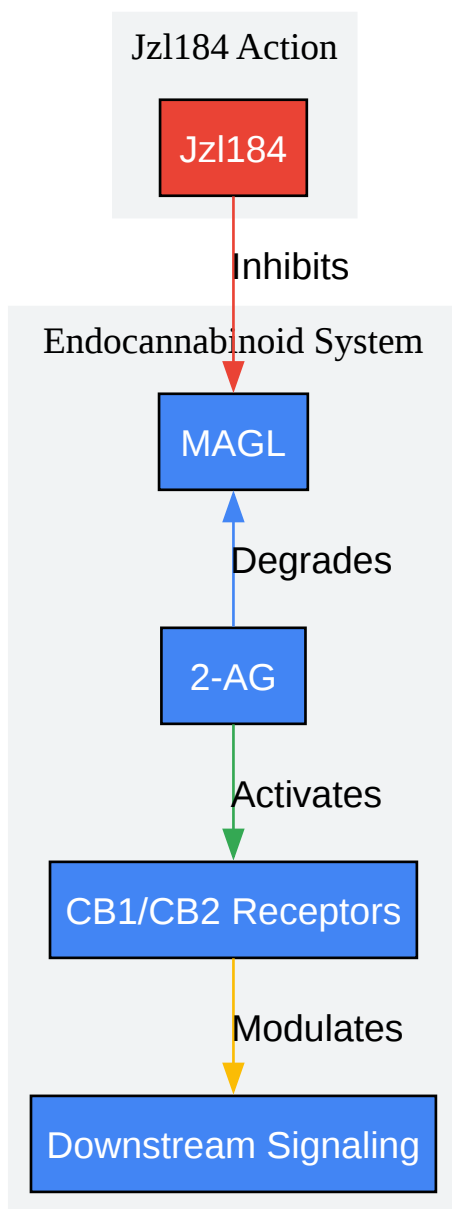 Jzl184 Action
Jzl184
Inhibits
Endocannabinoid System
MAGL
Degrades
2-AG
Activates
CB1/CB2 Receptors
Modulates
Downstream Signaling